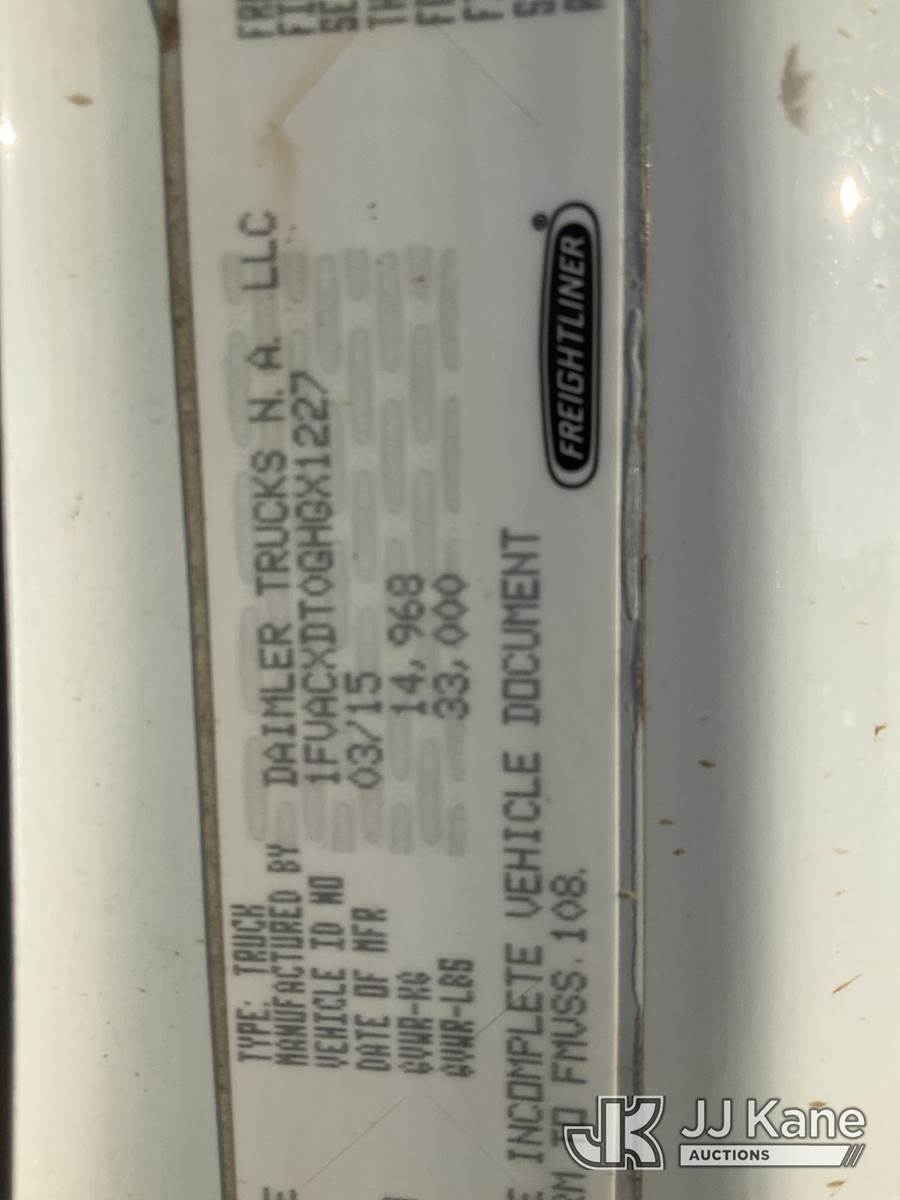 TYPE: TRUCK
MANUFACTURED BY DAIMLER TRUCKS N.A. LLC
VEHICLE ID NO 1FVACXDT0GHGX1227
DATE OF MFR 03/15
GVWR-KG 14,968
GVWR-LBS 33,000
INCOMPLETE VEHICLE DOCUMENT
TO FMVSS.108.
FREIGHTLINER®
JJK JJ Kane
AUCTIONS